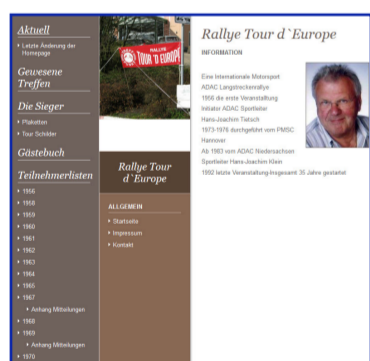 Aktuell
Letzte Änderung der
Homepage
Gewesene
Treffen
Die Sieger
Plaketten
Tour Schilder
Gästebuch
Teilnehmerlisten
1956
1958
1959
1960
1961
1962
1963
1964
1965
1967
Anhang Mitteilungen
1968
1969
Anhang Mitteilungen
1970
RALLYE
TOUR D'EUROPE
Rallye Tour
d`Europe
ALLGEMEIN
Startseite
Impressum
Kontakt
Rallye Tour d`Europe
INFORMATION
Eine Internationale Motorsport
ADAC Langstreckenrallye
1956 die erste Veranstaltung
Initiator ADAC Sportleiter
Hans-Joachim Tietsch
1973-1976 durchgeführt vom PMSC
Hannover
Ab 1983 vom ADAC Niedersachsen
Sportleiter Hans-Joachim Klein
1992 letzte Veranstaltung-Insgesamt 35 Jahre gestartet